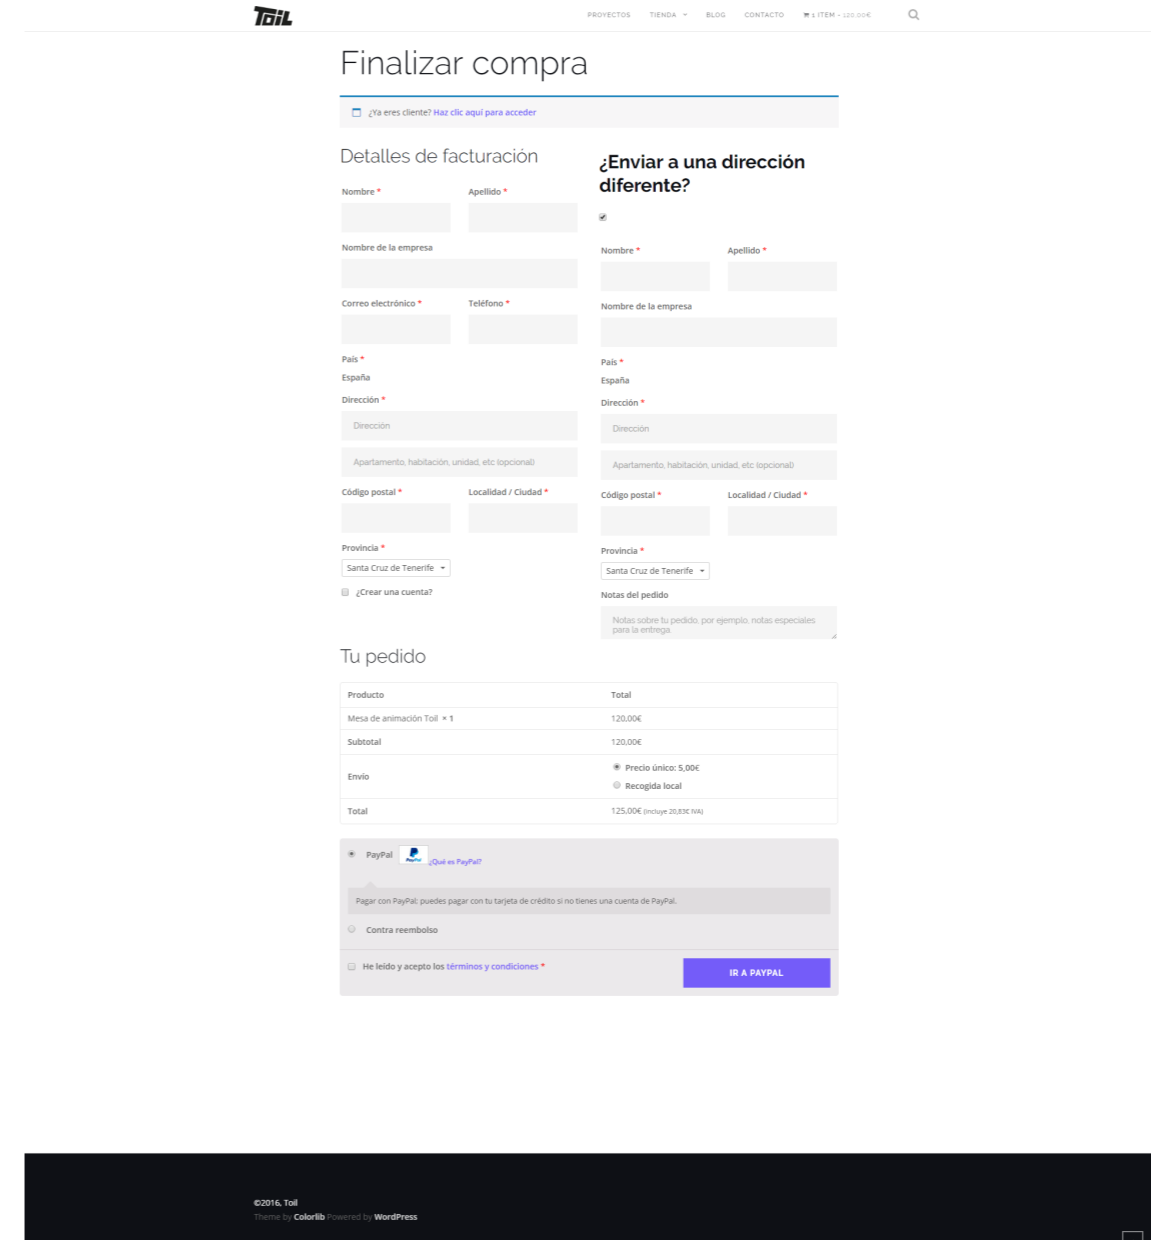 Toil
PROYECTOS TIENDA BLOG CONTACTO 1 ITEM - 120,00€
Finalizar compra
¿Ya eres cliente? Haz clic aquí para acceder
Detalles de facturación
Nombre * Apellido *
Nombre de la empresa
Correo electrónico * Teléfono *
País *
España
Dirección *
Dirección
Apartamento, habitación, unidad, etc (opcional)
Código postal * Localidad / Ciudad *
Provincia *
Santa Cruz de Tenerife
¿Crear una cuenta?
¿Enviar a una dirección
diferente?
Nombre * Apellido *
Nombre de la empresa
País *
España
Dirección *
Dirección
Apartamento, habitación, unidad, etc (opcional)
Código postal * Localidad / Ciudad *
Provincia *
Santa Cruz de Tenerife
Notas del pedido
Notas sobre tu pedido, por ejemplo, notas especiales
para la entrega.
Tu pedido
Producto Total
Mesa de animación Toil × 1 120,00€
Subtotal 120,00€
Envío
Precio único: 5,00€
Recogida local
Total 125,00€ (incluye 20,83€ IVA)
PayPal PayPal ¿Qué es PayPal?
Pagar con PayPal; puedes pagar con tu tarjeta de crédito si no tienes una cuenta de PayPal.
Contra reembolso
He leído y acepto los términos y condiciones *
IR A PAYPAL
©2016, Toil
Theme by Colorlib Powered by WordPress